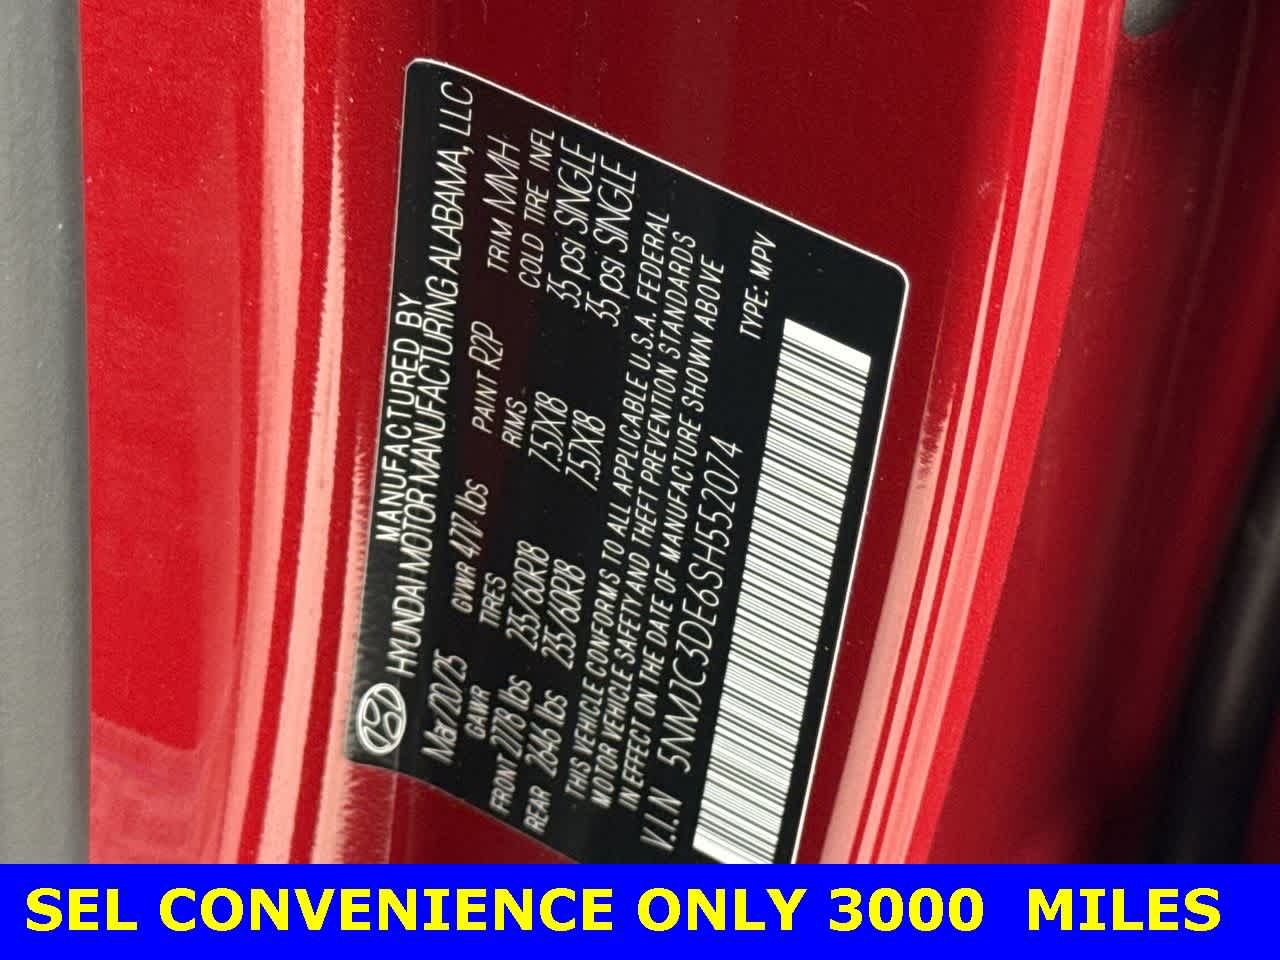 MANUFACTURED BY
HYUNDAI MOTOR MANUFACTURING ALABAMA, LLC
Mar/20/25 GVWR 4717 lbs PAINT R2P TRIM MMH
GAWR TIRES RIMS COLD TIRE INFL
FRONT 2778 lbs 235/60R18 7.5JX18 35 psi SINGLE
REAR 2646 lbs 235/60R18 7.5JX18 35 psi SINGLE
THIS VEHICLE CONFORMS TO ALL APPLICABLE U.S.A. FEDERAL
MOTOR VEHICLE SAFETY AND THEFT PREVENTION STANDARDS
IN EFFECT ON THE DATE OF MANUFACTURE SHOWN ABOVE
V.I.N 5NMJC3DE6SH552074 TYPE: MPV
SEL CONVENIENCE ONLY 3000 MILES